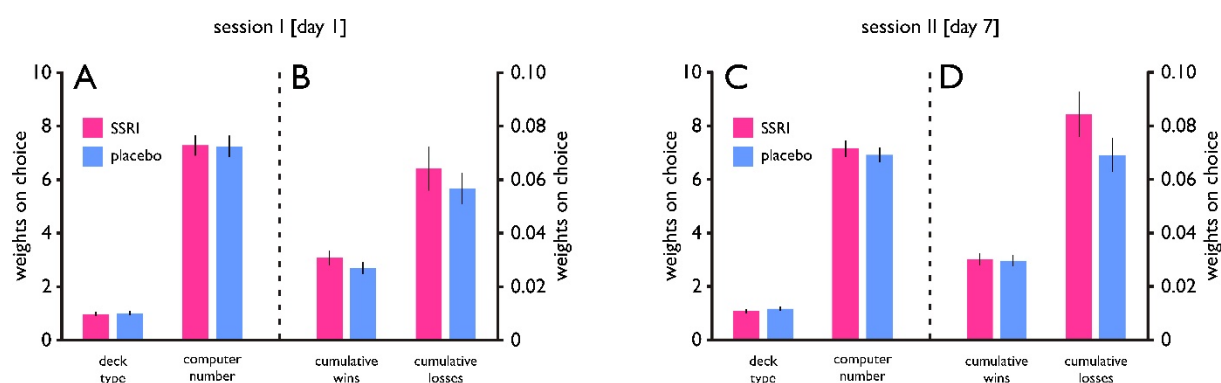 session I [day 1]
A
B
weights on choice
10
8
6
4
2
0
SSRI
placebo
0.10
0.08
0.06
0.04
0.02
0
weights on choice
deck
type
computer
number
cumulative
wins
cumulative
losses
session II [day 7]
C
D
weights on choice
10
8
6
4
2
0
SSRI
placebo
0.10
0.08
0.06
0.04
0.02
0
weights on choice
deck
type
computer
number
cumulative
wins
cumulative
losses